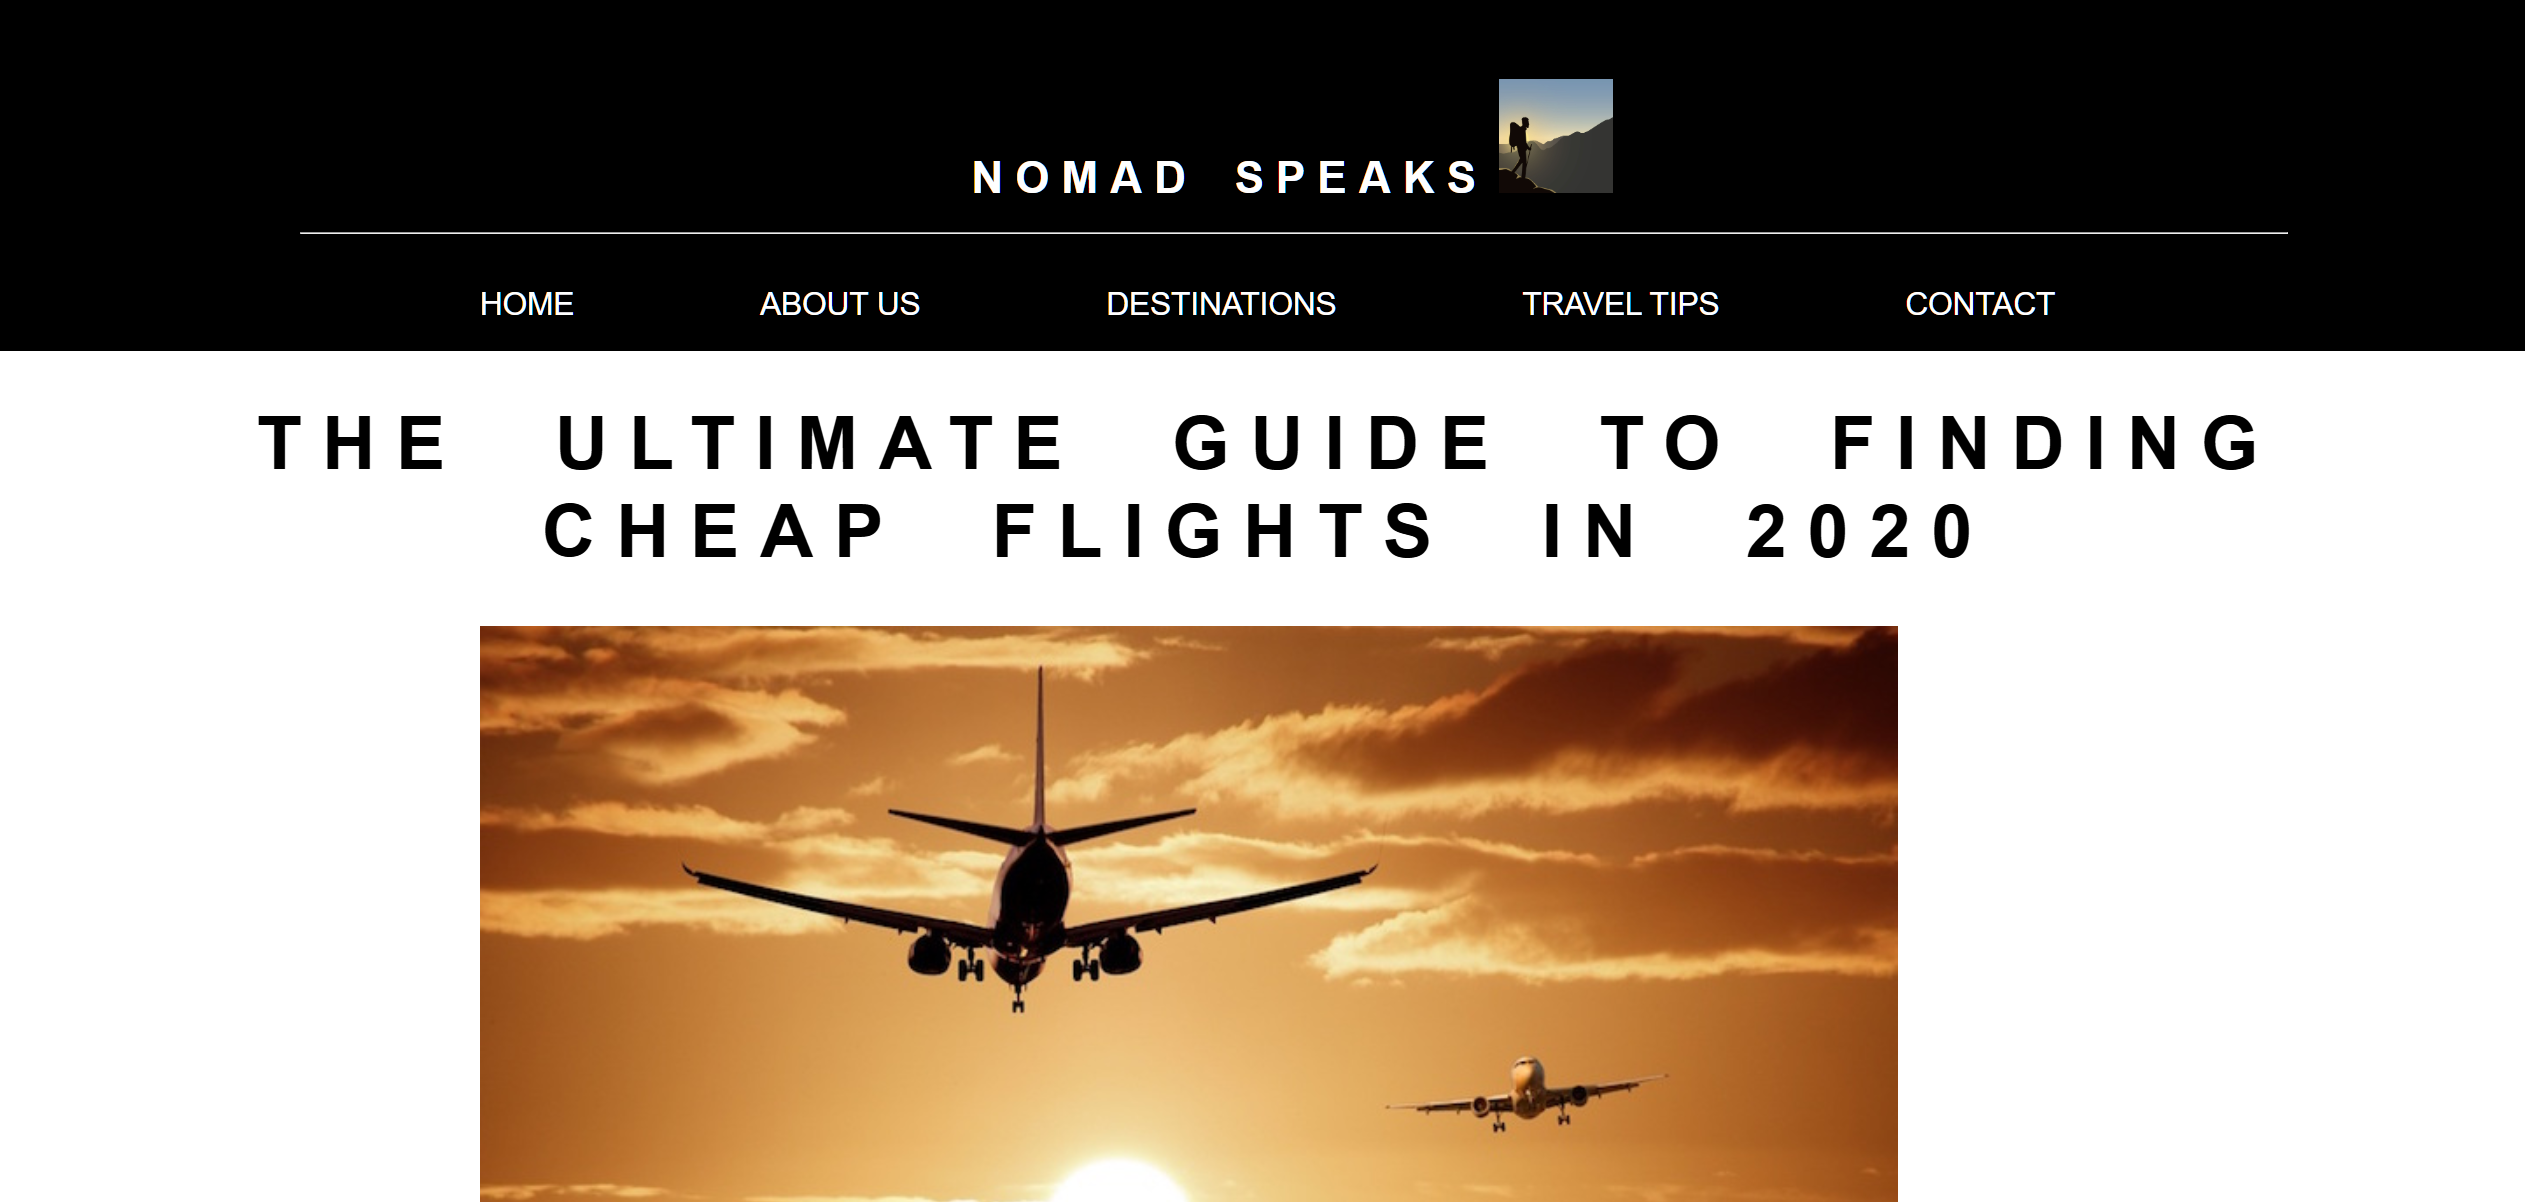 NOMAD SPEAKS
HOME ABOUT US DESTINATIONS TRAVEL TIPS CONTACT
THE ULTIMATE GUIDE TO FINDING
CHEAP FLIGHTS IN 2020